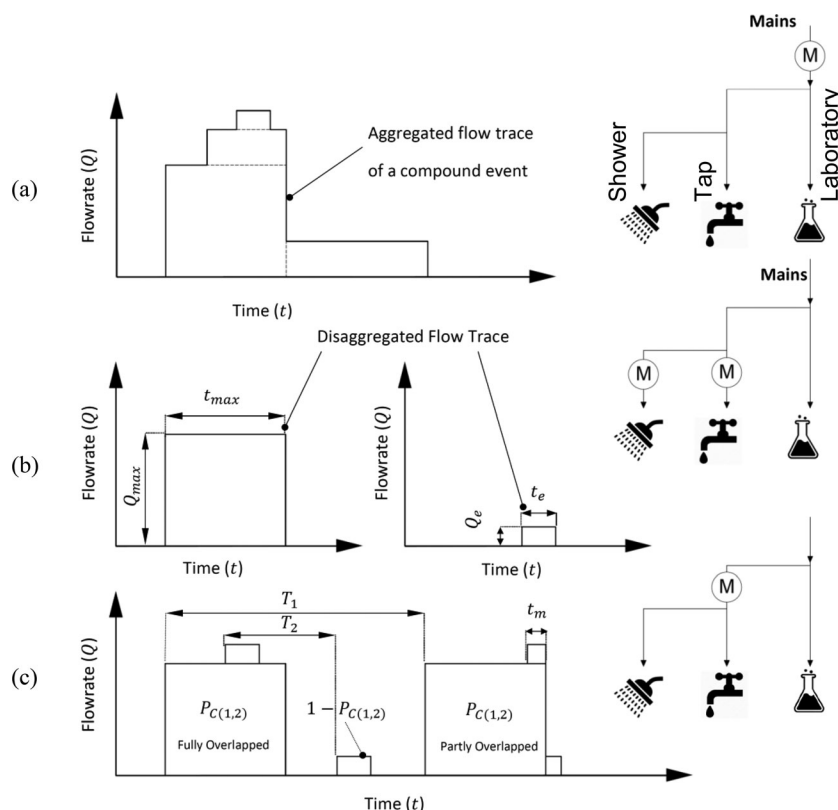 (a)
Flowrate (Q)
Time (t)
Aggregated flow trace
of a compound event
Mains
M
Shower
Tap
Laboratory
(b)
Disaggregated Flow Trace
Flowrate (Q)
Q_max
t_max
Time (t)
Flowrate (Q)
Q_e
t_e
Time (t)
Mains
M
M
(c)
Flowrate (Q)
T_1
T_2
t_m
P_C(1,2)
Fully Overlapped
1 − P_C(1,2)
P_C(1,2)
Partly Overlapped
Time (t)
M